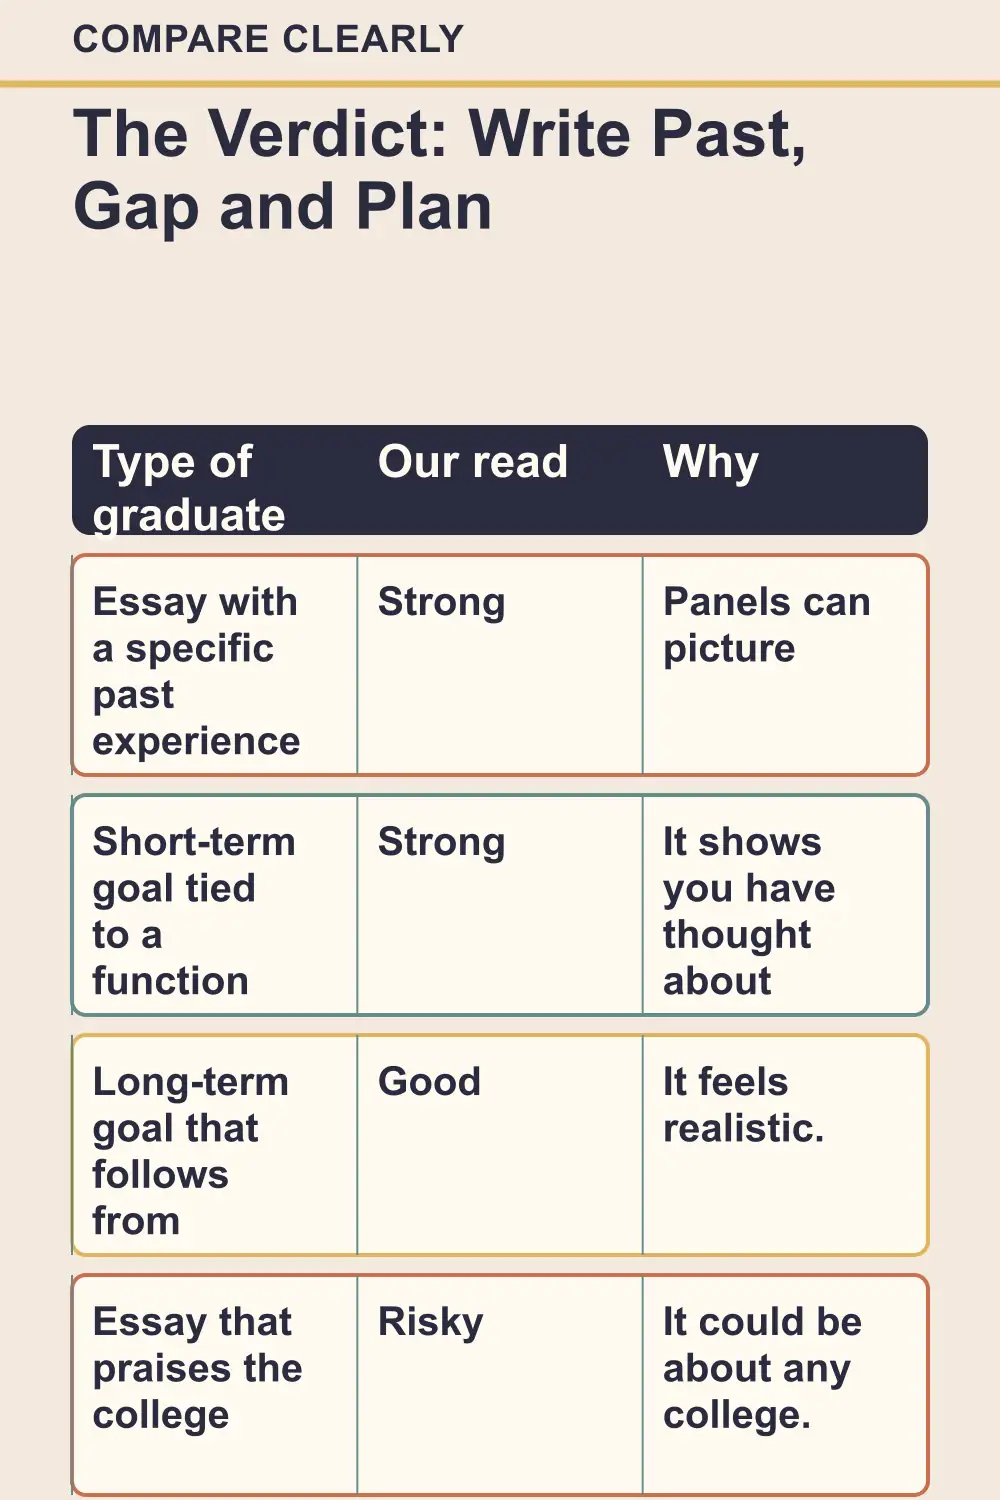 COMPARE CLEARLY
The Verdict: Write Past,
Gap and Plan
Type of
graduate
Our read
Why
Essay with
a specific
past
experience
Strong
Panels can
picture
Short-term
goal tied
to a
function
Strong
It shows
you have
thought
about
Long-term
goal that
follows
from
Good
It feels
realistic.
Essay that
praises the
college
Risky
It could be
about any
college.